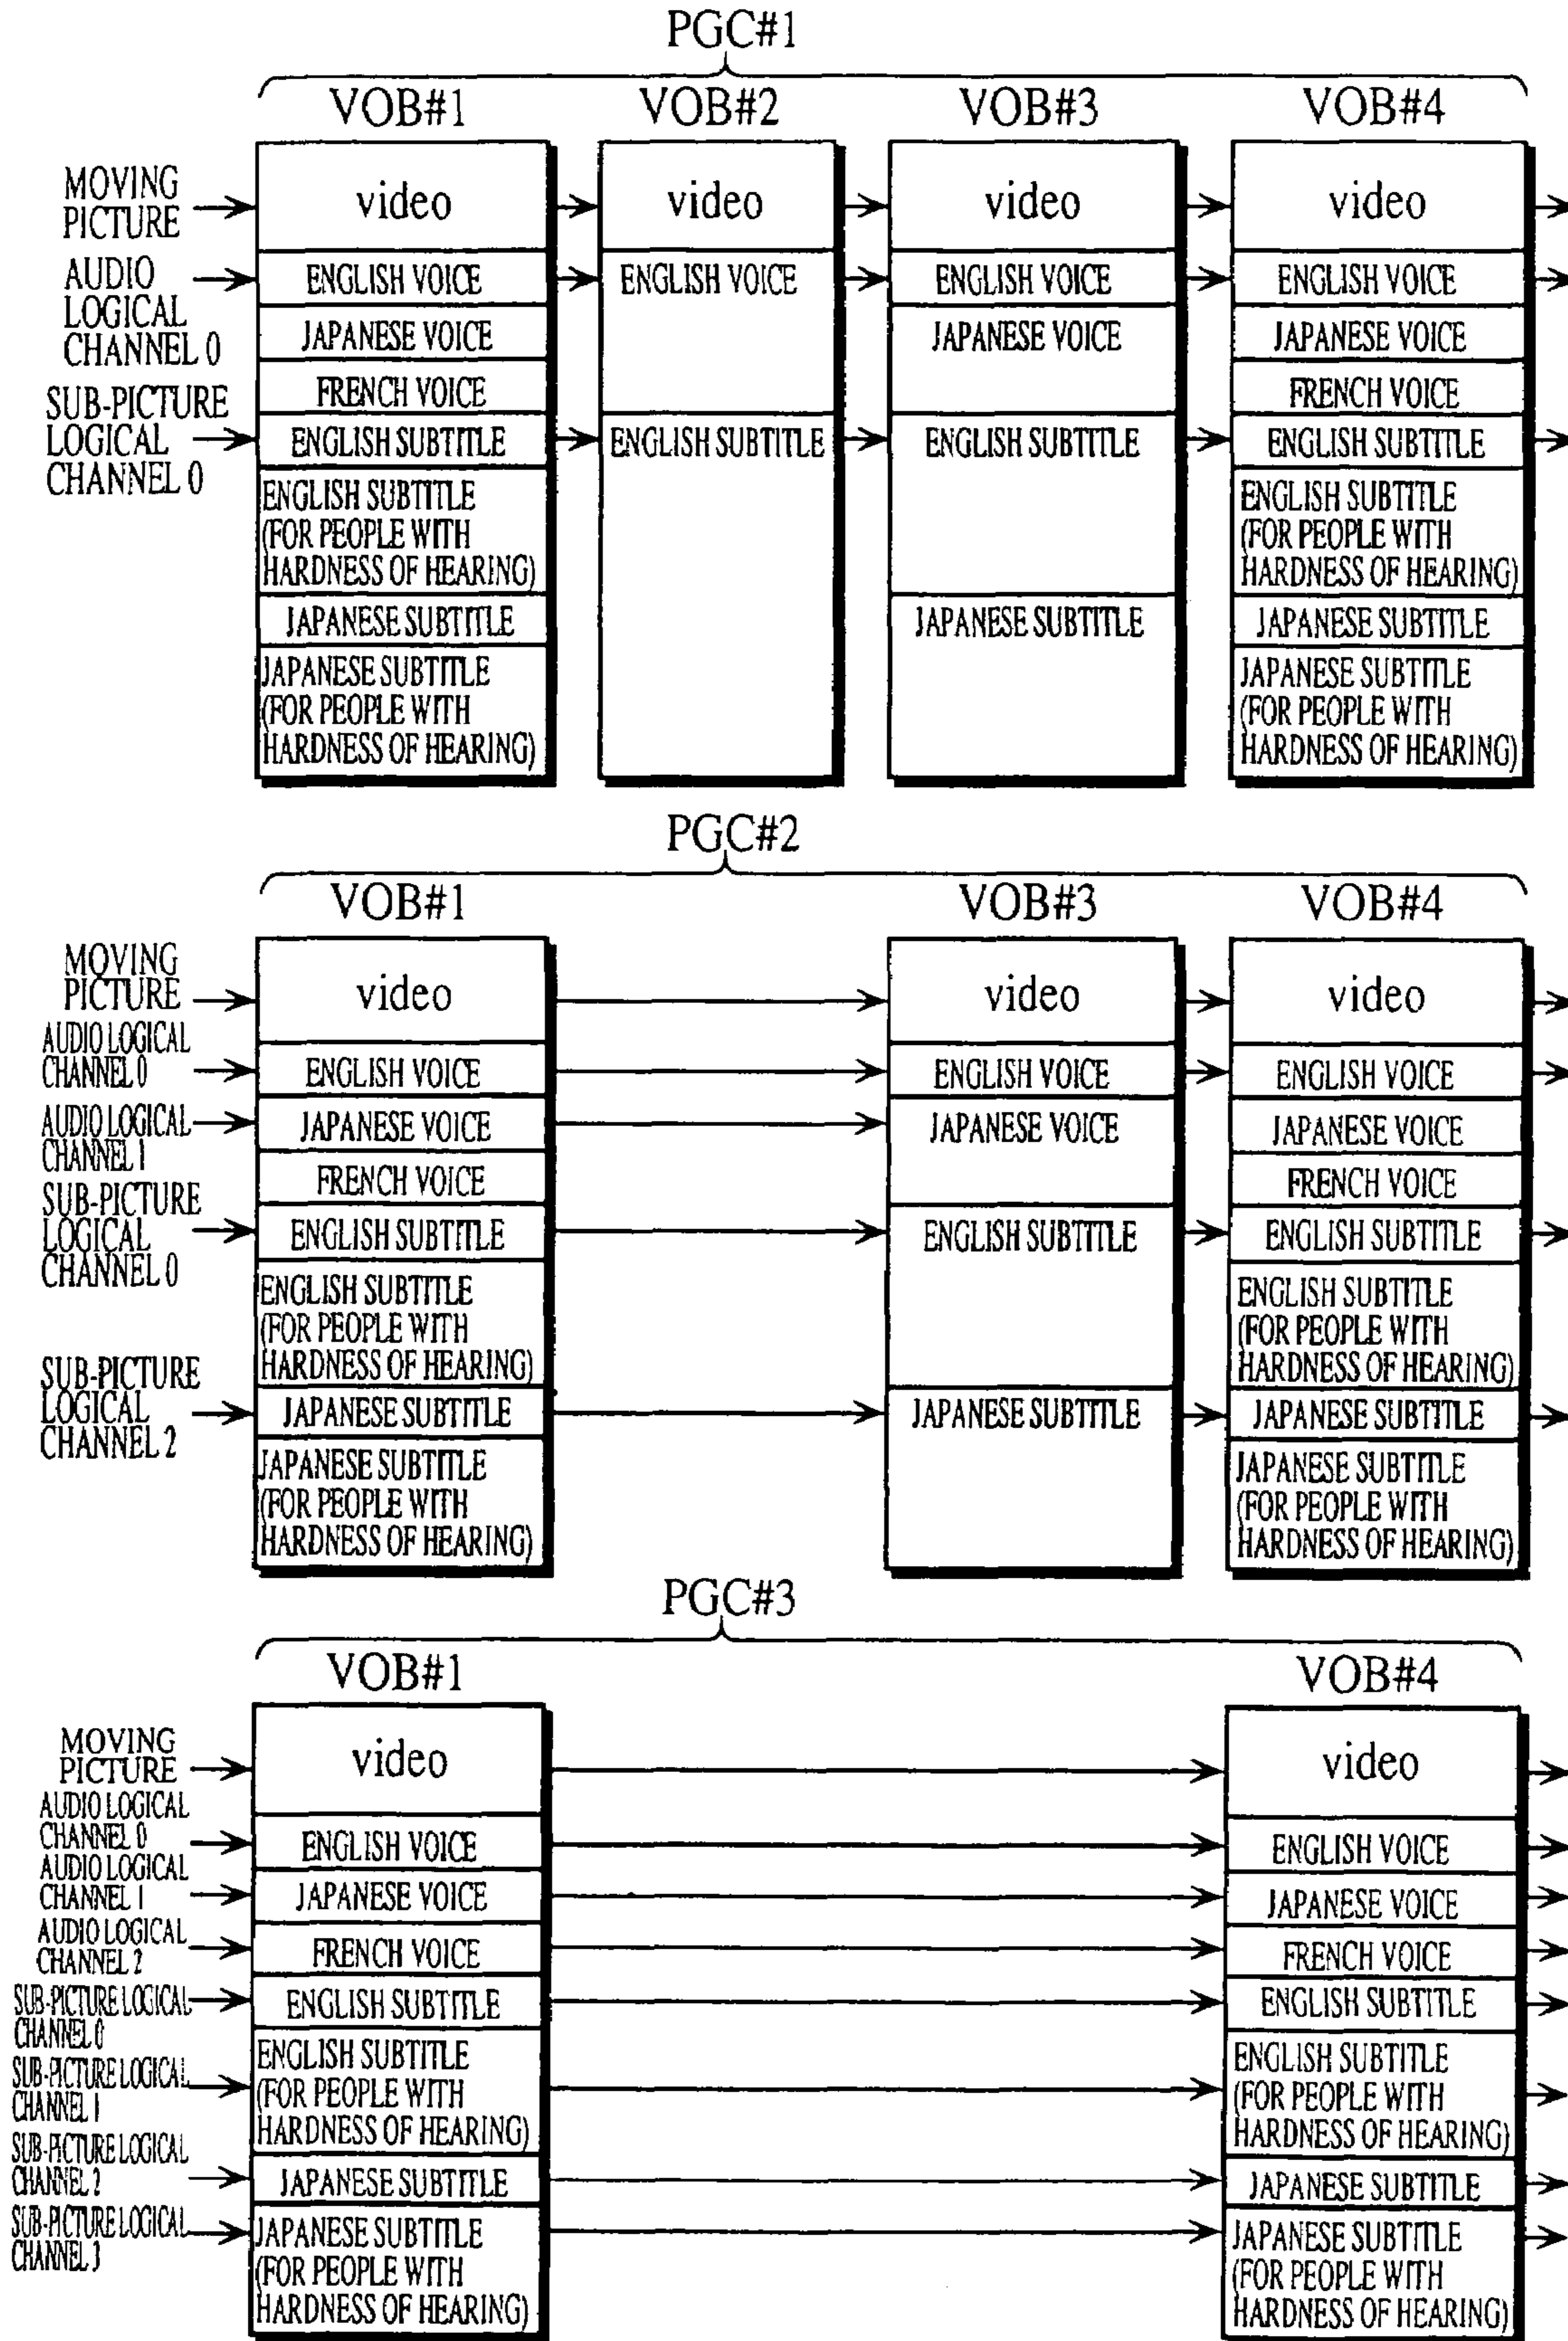 PGC#1
VOB#1 VOB#2 VOB#3 VOB#4
MOVING
PICTURE
video video video video
AUDIO
LOGICAL
CHANNEL 0
ENGLISH VOICE ENGLISH VOICE ENGLISH VOICE ENGLISH VOICE
JAPANESE VOICE JAPANESE VOICE JAPANESE VOICE
FRENCH VOICE FRENCH VOICE
SUB-PICTURE
LOGICAL
CHANNEL 0
ENGLISH SUBTITLE ENGLISH SUBTITLE ENGLISH SUBTITLE ENGLISH SUBTITLE
ENGLISH SUBTITLE
(FOR PEOPLE WITH
HARDNESS OF HEARING)
ENGLISH SUBTITLE
(FOR PEOPLE WITH
HARDNESS OF HEARING)
JAPANESE SUBTITLE JAPANESE SUBTITLE JAPANESE SUBTITLE
JAPANESE SUBTITLE
(FOR PEOPLE WITH
HARDNESS OF HEARING)
JAPANESE SUBTITLE
(FOR PEOPLE WITH
HARDNESS OF HEARING)
PGC#2
VOB#1 VOB#3 VOB#4
MOVING
PICTURE
video video video
AUDIO LOGICAL
CHANNEL 0
ENGLISH VOICE ENGLISH VOICE ENGLISH VOICE
AUDIO LOGICAL
CHANNEL 1
JAPANESE VOICE JAPANESE VOICE JAPANESE VOICE
FRENCH VOICE FRENCH VOICE
SUB-PICTURE
LOGICAL
CHANNEL 0
ENGLISH SUBTITLE ENGLISH SUBTITLE ENGLISH SUBTITLE
ENGLISH SUBTITLE
(FOR PEOPLE WITH
HARDNESS OF HEARING)
ENGLISH SUBTITLE
(FOR PEOPLE WITH
HARDNESS OF HEARING)
SUB-PICTURE
LOGICAL
CHANNEL 2
JAPANESE SUBTITLE JAPANESE SUBTITLE JAPANESE SUBTITLE
JAPANESE SUBTITLE
(FOR PEOPLE WITH
HARDNESS OF HEARING)
JAPANESE SUBTITLE
(FOR PEOPLE WITH
HARDNESS OF HEARING)
PGC#3
VOB#1 VOB#4
MOVING
PICTURE
video video
AUDIO LOGICAL
CHANNEL 0
ENGLISH VOICE ENGLISH VOICE
AUDIO LOGICAL
CHANNEL 1
JAPANESE VOICE JAPANESE VOICE
AUDIO LOGICAL
CHANNEL 2
FRENCH VOICE FRENCH VOICE
SUB-PICTURE LOGICAL
CHANNEL 0
ENGLISH SUBTITLE ENGLISH SUBTITLE
SUB-PICTURE LOGICAL
CHANNEL 1
ENGLISH SUBTITLE
(FOR PEOPLE WITH
HARDNESS OF HEARING)
ENGLISH SUBTITLE
(FOR PEOPLE WITH
HARDNESS OF HEARING)
SUB-PICTURE LOGICAL
CHANNEL 2
JAPANESE SUBTITLE JAPANESE SUBTITLE
SUB-PICTURE LOGICAL
CHANNEL 3
JAPANESE SUBTITLE
(FOR PEOPLE WITH
HARDNESS OF HEARING)
JAPANESE SUBTITLE
(FOR PEOPLE WITH
HARDNESS OF HEARING)